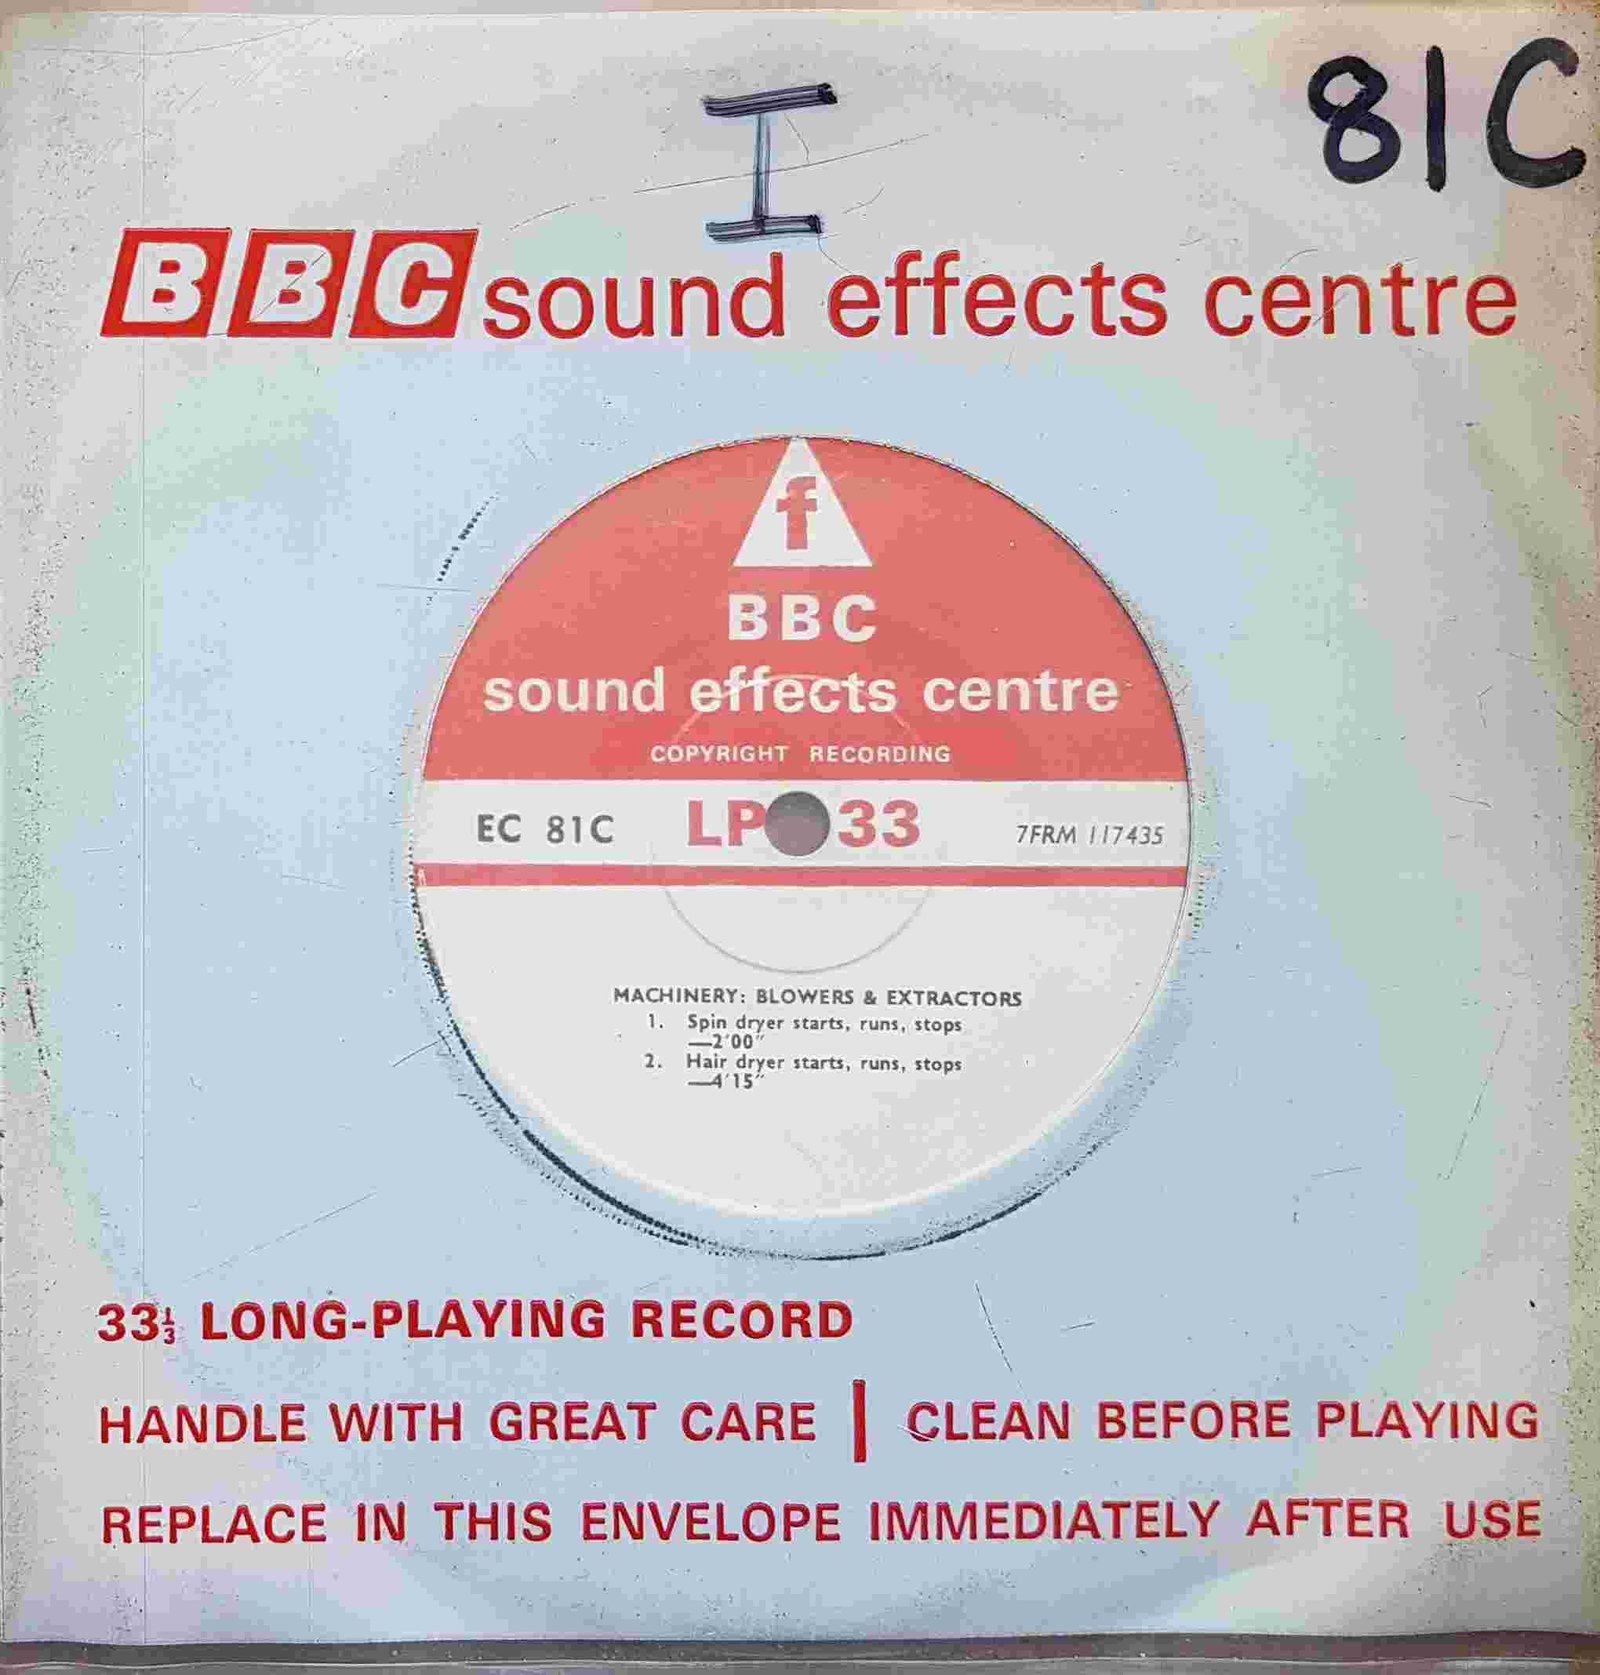 I
81C
BBC sound effects centre
f
BBC
sound effects centre
COPYRIGHT RECORDING
EC 81C LP 33 7FRM 117435
MACHINERY: BLOWERS & EXTRACTORS
1. Spin dryer starts, runs, stops
—2'00"
2. Hair dryer starts, runs, stops
—4'15"
33⅓ LONG-PLAYING RECORD
HANDLE WITH GREAT CARE | CLEAN BEFORE PLAYING
REPLACE IN THIS ENVELOPE IMMEDIATELY AFTER USE